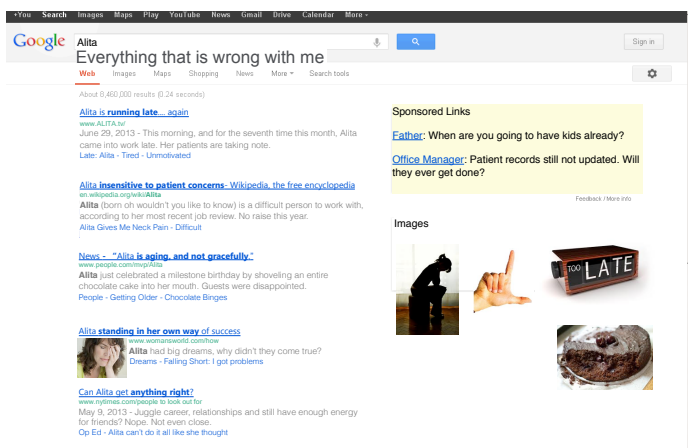 +You Search Images Maps Play YouTube News Gmail Drive Calendar More
Google
Alita
Sign in
Everything that is wrong with me
Web Images Maps Shopping News More Search tools
About 8,460,000 results (0.24 seconds)
Alita is running late.... again
www.ALITA.tv/
June 29, 2013 - This morning, and for the seventh time this month, Alita
came into work late. Her patients are taking note.
Late: Alita - Tired - Unmotivated
Alita insensitive to patient concerns- Wikipedia, the free encyclopedia
en.wikipedia.org/wiki/Alita
Alita (born oh wouldn't you like to know) is a difficult person to work with,
according to her most recent job review. No raise this year.
Alita Gives Me Neck Pain - Difficult
News - "Alita is aging, and not gracefully."
www.people.com/mvp/Alita
Alita just celebrated a milestone birthday by shoveling an entire
chocolate cake into her mouth. Guests were disappointed.
People - Getting Older - Chocolate Binges
Alita standing in her own way of success
www.womansworld.com/how
Alita had big dreams, why didn't they come true?
Dreams - Falling Short: I got problems
Can Alita get anything right?
www.nytimes.com/people to look out for
May 9, 2013 - Juggle career, relationships and still have enough energy
for friends? Nope. Not even close.
Op Ed - Alita can't do it all like she thought
Sponsored Links
Father: When are you going to have kids already?
Office Manager: Patient records still not updated. Will
they ever get done?
Feedback / More info
Images
TOO LATE